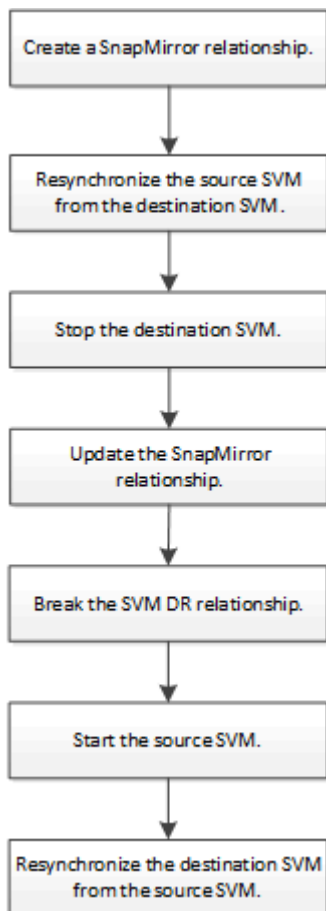 Create a SnapMirror relationship.
Resynchronize the source SVM
from the destination SVM.
Stop the destination SVM.
Update the SnapMirror
relationship.
Break the SVM DR relationship.
Start the source SVM.
Resynchronize the destination SVM
from the source SVM.